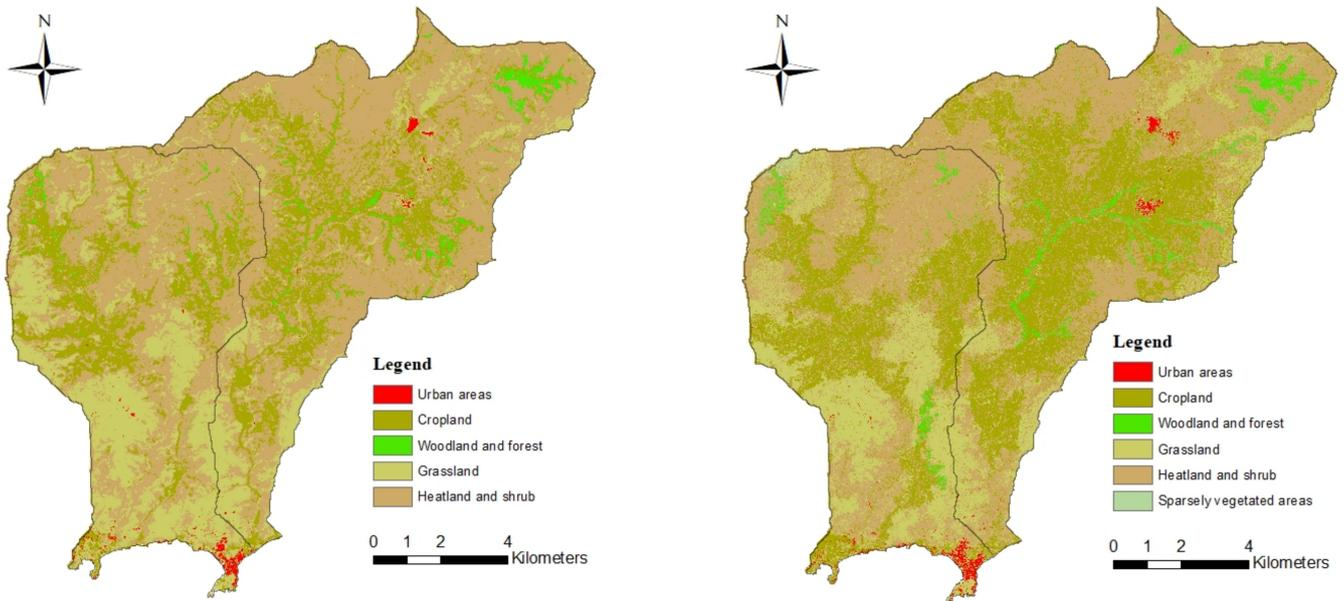 N
Legend
Urban areas
Cropland
Woodland and forest
Grassland
Heatland and shrub
0 1 2 4
Kilometers
N
Legend
Urban areas
Cropland
Woodland and forest
Grassland
Heatland and shrub
Sparsely vegetated areas
0 1 2 4
Kilometers